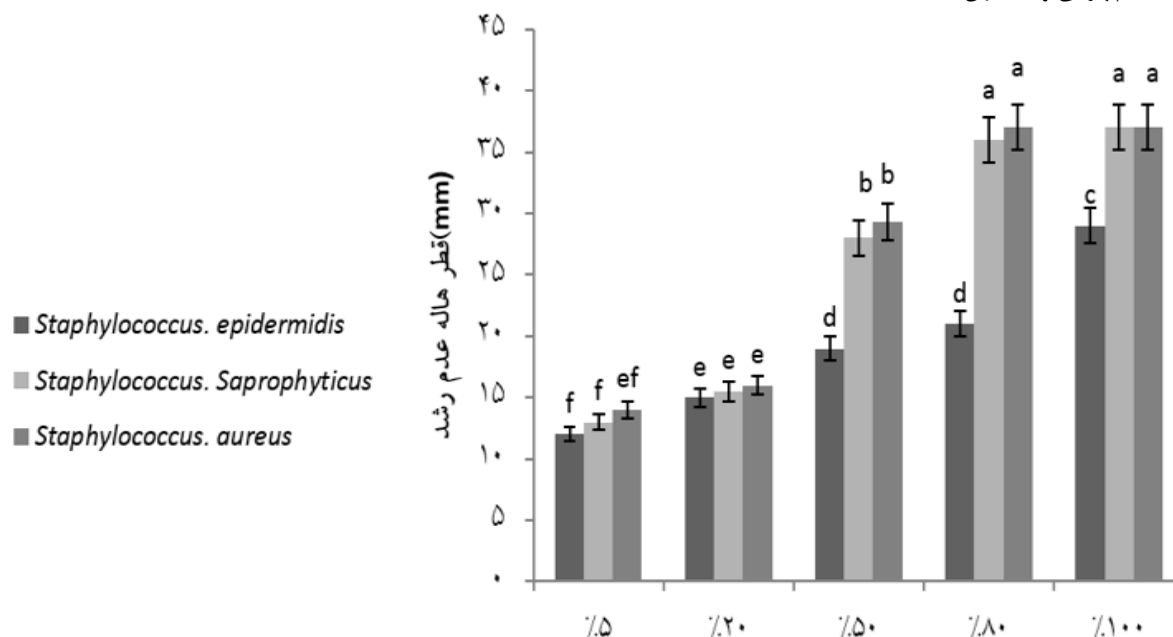 ۴۵
۴۰
۳۵
۳۰
۲۵
۲۰
۱۵
۱۰
۵
۰
قطر هاله عدم رشد(mm)
f f ef
e e e
d b b
d a a
c a a
٪۵ ٪۲۰ ٪۵۰ ٪۸۰ ٪۱۰۰
Staphylococcus. epidermidis
Staphylococcus. Saprophyticus
Staphylococcus. aureus